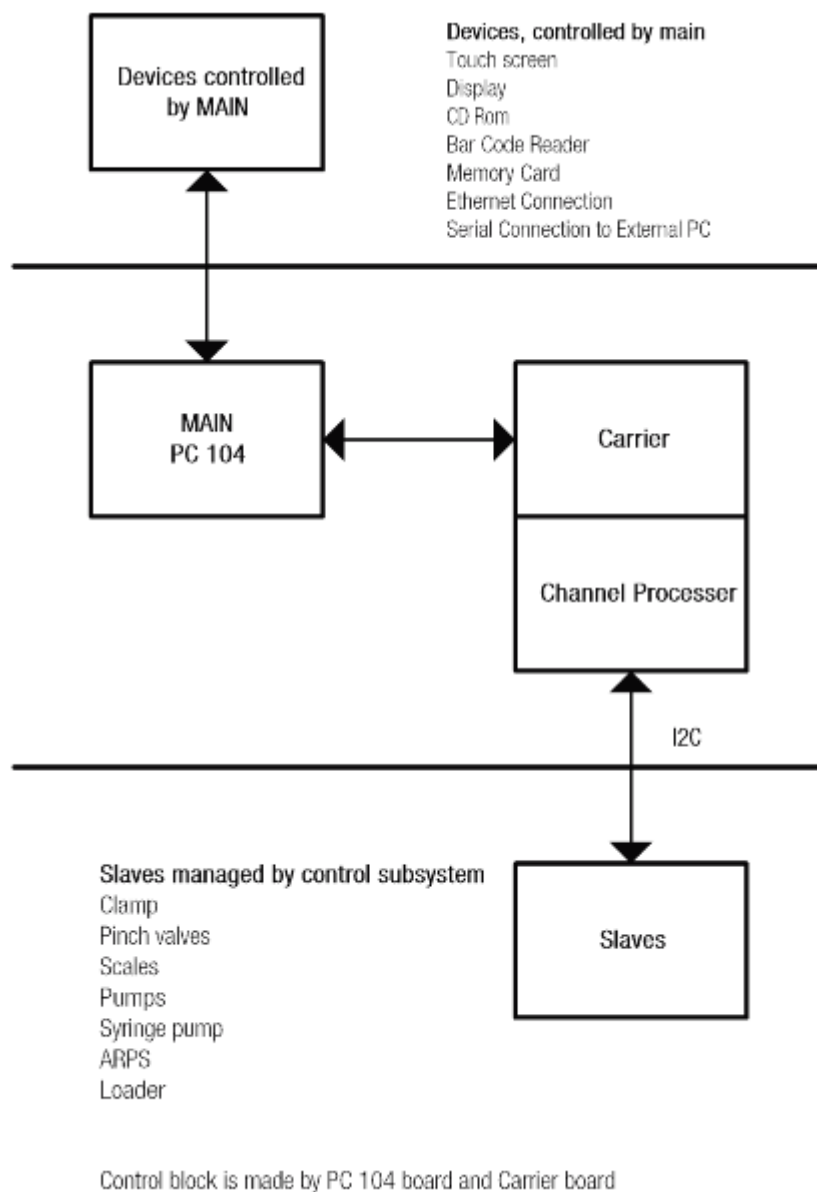 Devices controlled
by MAIN
Devices, controlled by main
Touch screen
Display
CD Rom
Bar Code Reader
Memory Card
Ethernet Connection
Serial Connection to External PC
MAIN
PC 104
Carrier
Channel Processer
I2C
Slaves managed by control subsystem
Clamp
Pinch valves
Scales
Pumps
Syringe pump
ARPS
Loader
Slaves
Control block is made by PC 104 board and Carrier board